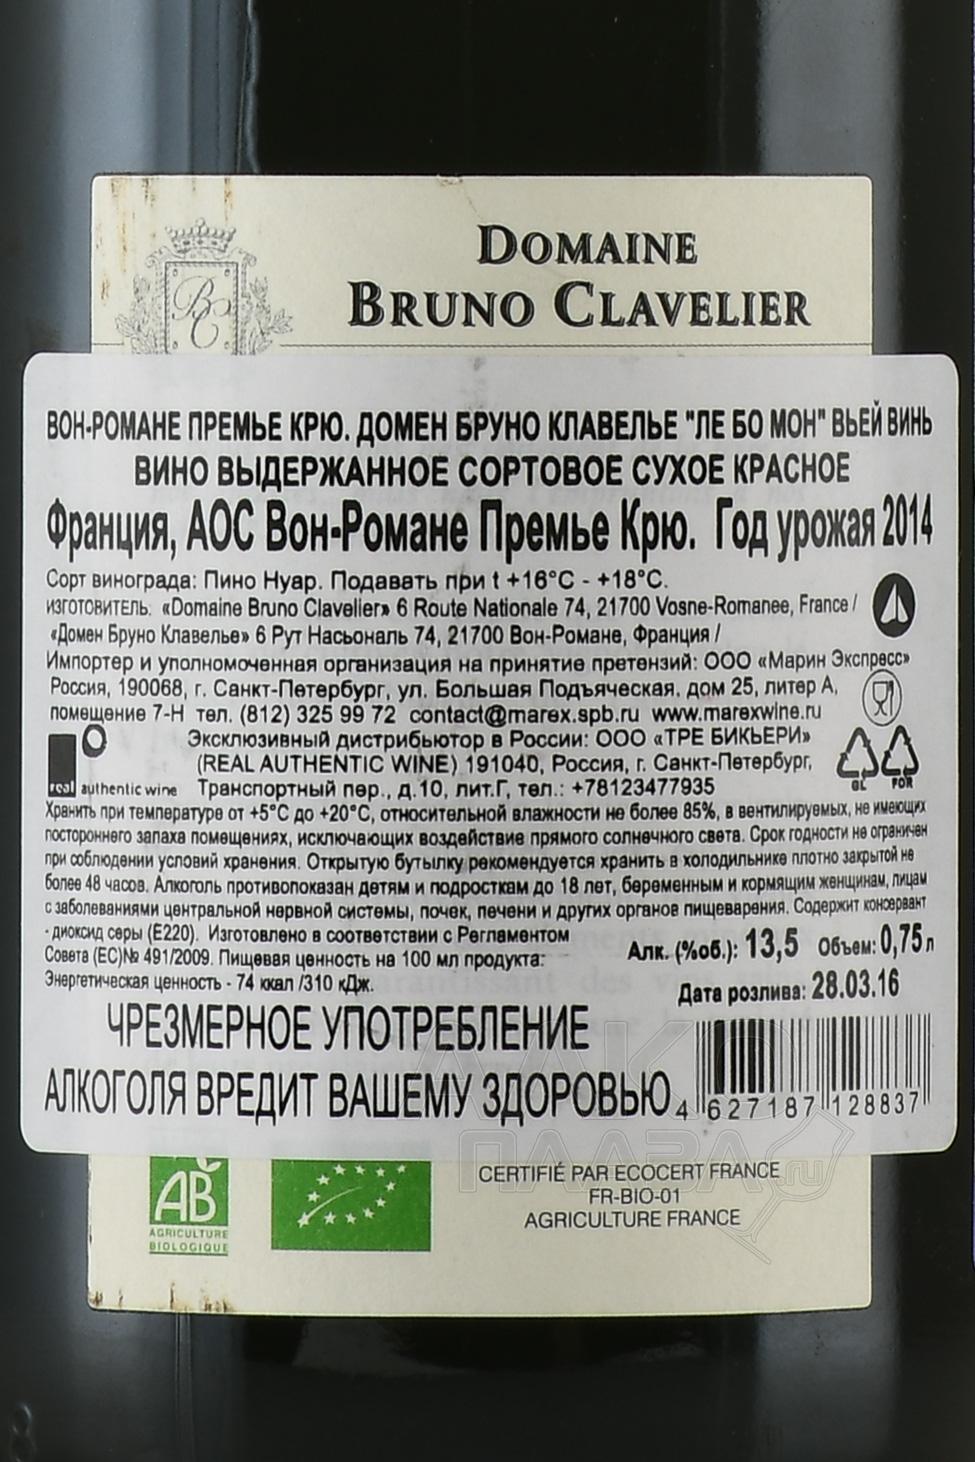 DOMAINE
BRUNO CLAVELIER
BC
ВОН-РОМАНЕ ПРЕМЬЕ КРЮ. ДОМЕН БРУНО КЛАВЕЛЬЕ "ЛЕ БО МОН" ВЬЕЙ ВИНЬ
ВИНО ВЫДЕРЖАННОЕ СОРТОВОЕ СУХОЕ КРАСНОЕ
Франция, АОС Вон-Романе Премье Крю. Год урожая 2014
Сорт винограда: Пино Нуар. Подавать при t +16°C - +18°C.
ИЗГОТОВИТЕЛЬ: «Domaine Bruno Clavelier» 6 Route Nationale 74, 21700 Vosne-Romanee, France /
«Домен Бруно Клавелье» 6 Рут Насьональ 74, 21700 Вон-Романе, Франция /
Импортер и уполномоченная организация на принятие претензий: ООО «Марин Экспресс»
Россия, 190068, г. Санкт-Петербург, ул. Большая Подъяческая. дом 25, литер А,
помещение 7-Н тел. (812) 325 99 72 contact@marex.spb.ru www.marexwine.ru
Эксклюзивный дистрибьютор в России: ООО «ТРЕ БИКЬЕРИ»
(REAL AUTHENTIC WINE) 191040, Россия, г. Санкт-Петербург,
real authentic wine Транспортный пер., д.10, лит.Г, тел.: +78123477935
GL FOR
Хранить при температуре от +5°C до +20°C, относительной влажности не более 85%, в вентилируемых, не имеющих
постороннего запаха помещениях, исключающих воздействие прямого солнечного света. Срок годности не ограничен
при соблюдении условий хранения. Открытую бутылку рекомендуется хранить в холодильнике плотно закрытой не
более 48 часов. Алкоголь противопоказан детям и подросткам до 18 лет, беременным и кормящим женщинам, лицам
с заболеваниями центральной нервной системы, почек, печени и других органов пищеварения. Содержит консервант
- диоксид серы (E220). Изготовлено в соответствии с Регламентом
Совета (ЕС)№ 491/2009. Пищевая ценность на 100 мл продукта:
Энергетическая ценность - 74 ккал /310 кДж.
Алк. (%об.): 13,5 Объем: 0,75 л
Дата розлива: 28.03.16
ЧРЕЗМЕРНОЕ УПОТРЕБЛЕНИЕ
АЛКОГОЛЯ ВРЕДИТ ВАШЕМУ ЗДОРОВЬЮ
4 627187 128837
АЛКО
ПЛАЗА.ru
AB
AGRICULTURE
BIOLOGIQUE
CERTIFIÉ PAR ECOCERT FRANCE
FR-BIO-01
AGRICULTURE FRANCE